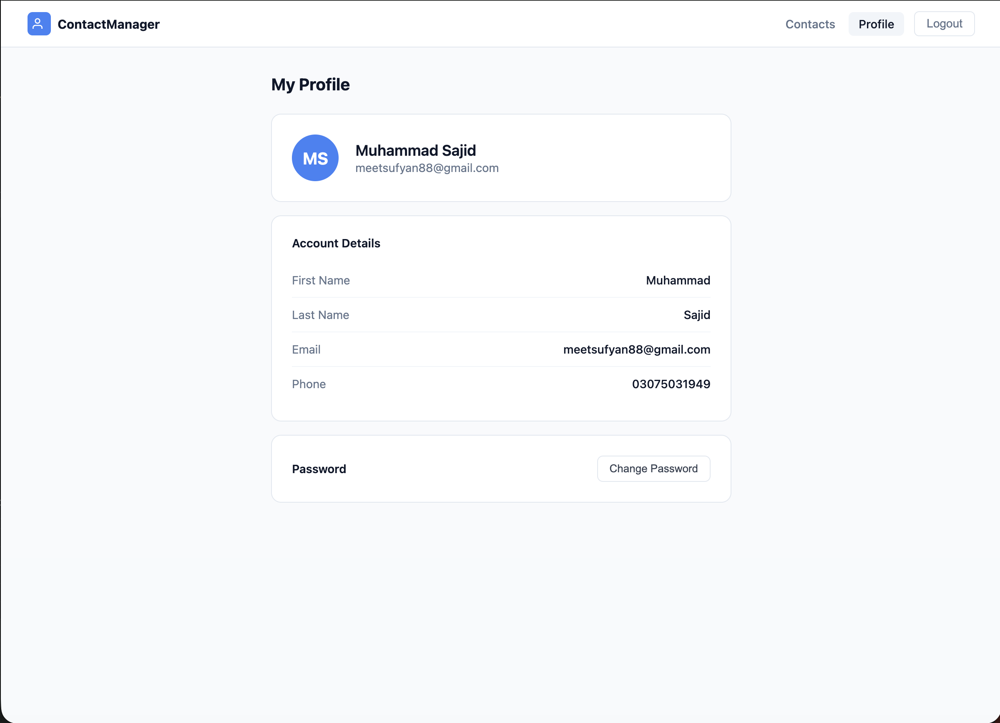 ContactManager
Contacts
Profile
Logout
My Profile
MS
Muhammad Sajid
meetsufyan88@gmail.com
Account Details
First Name Muhammad
Last Name Sajid
Email meetsufyan88@gmail.com
Phone 03075031949
Password Change Password